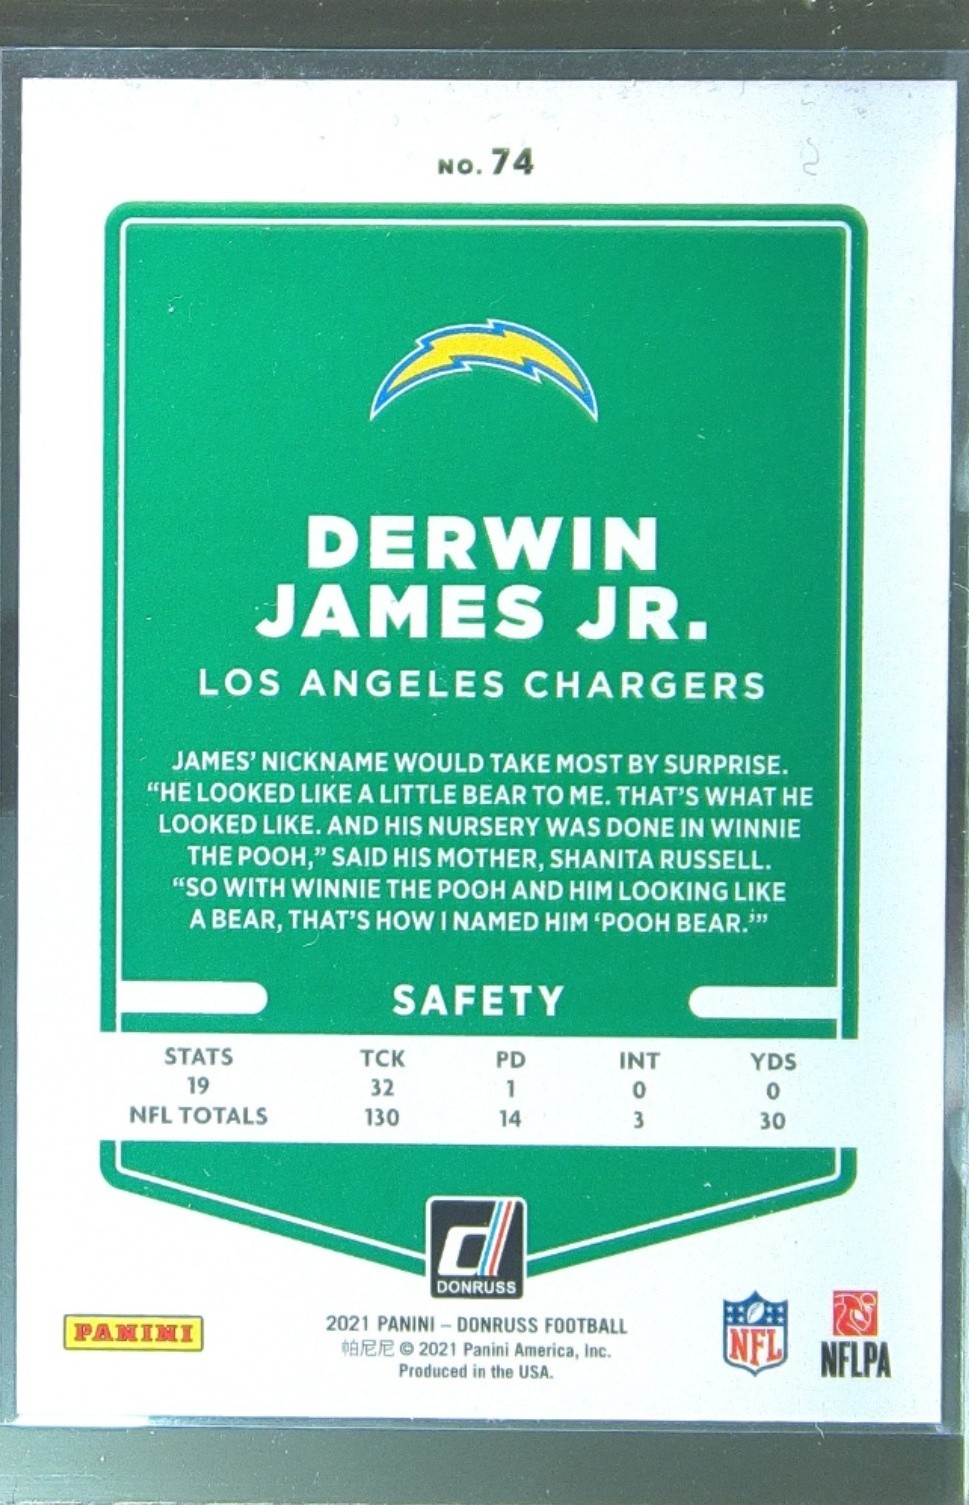 NO. 74
DERWIN
JAMES JR.
LOS ANGELES CHARGERS
JAMES' NICKNAME WOULD TAKE MOST BY SURPRISE.
"HE LOOKED LIKE A LITTLE BEAR TO ME. THAT'S WHAT HE
LOOKED LIKE. AND HIS NURSERY WAS DONE IN WINNIE
THE POOH," SAID HIS MOTHER, SHANITA RUSSELL.
"SO WITH WINNIE THE POOH AND HIM LOOKING LIKE
A BEAR, THAT'S HOW I NAMED HIM 'POOH BEAR.'"
SAFETY
STATS TCK PD INT YDS
19 32 1 0 0
NFL TOTALS 130 14 3 30
d
DONRUSS
PANINI
2021 PANINI – DONRUSS FOOTBALL
帕尼尼 © 2021 Panini America, Inc.
Produced in the USA.
NFL
NFLPA